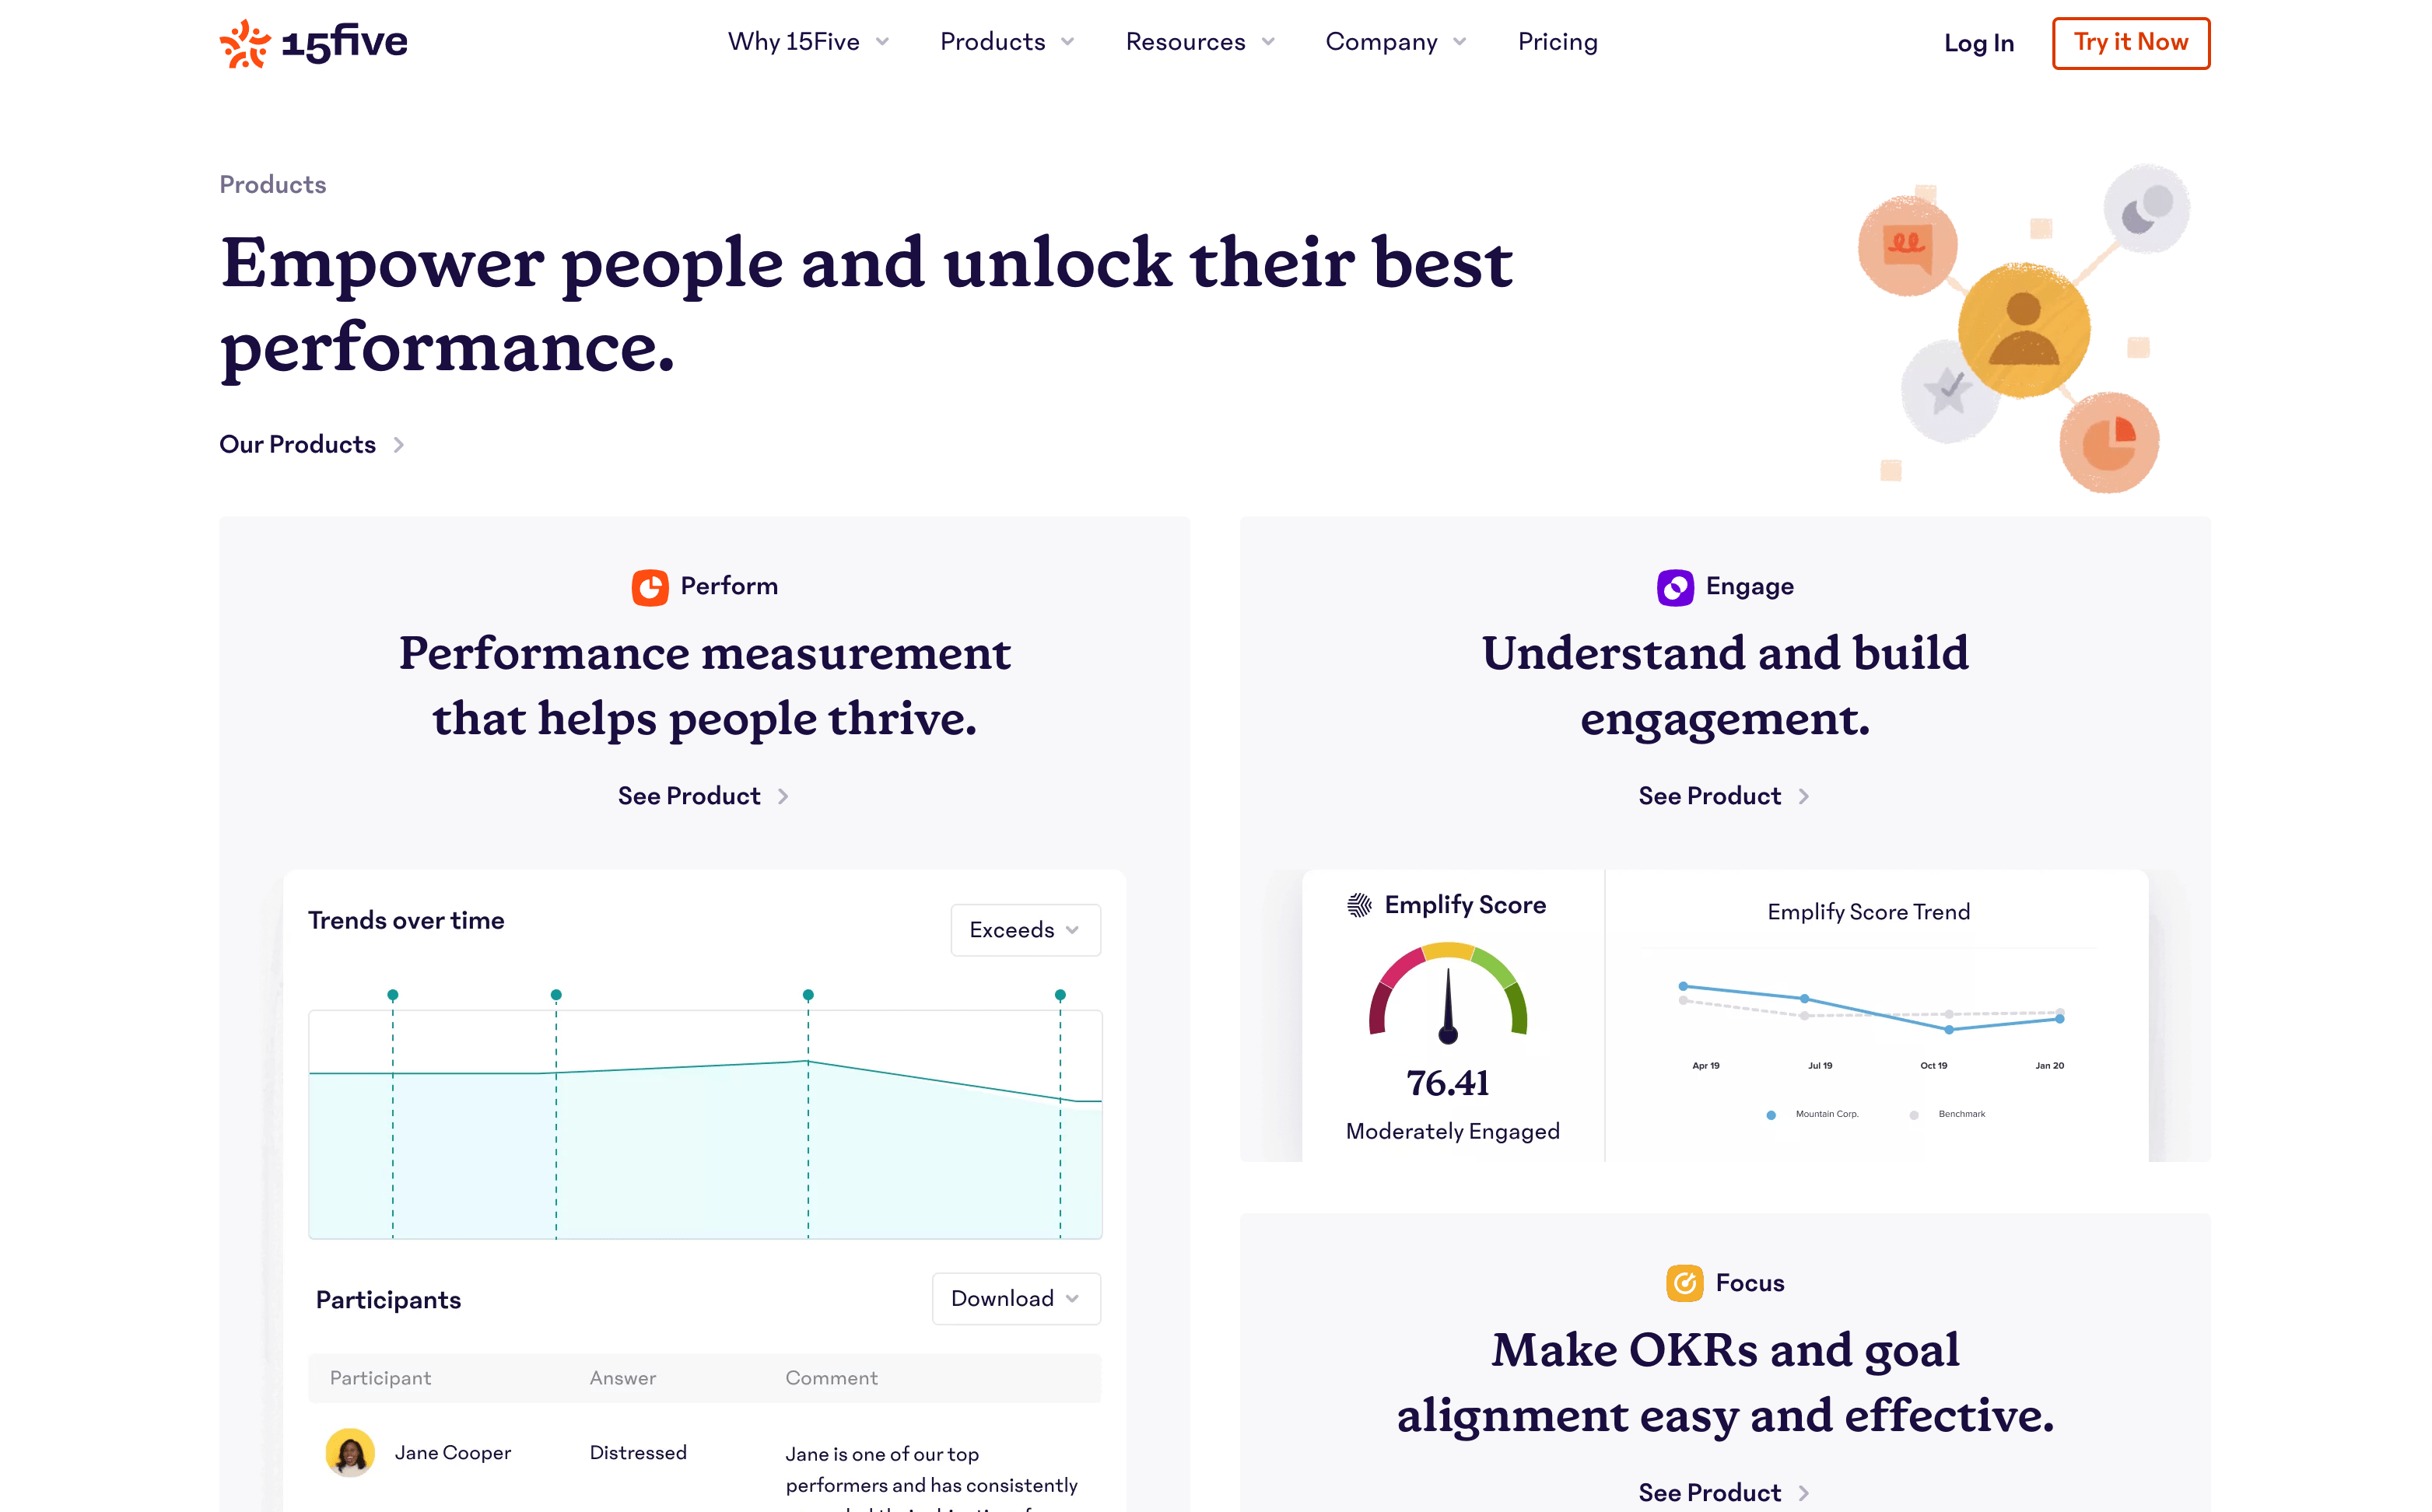 15five
Why 15Five
Products
Resources
Company
Pricing
Log In
Try it Now
Products
Empower people and unlock their best
performance.
Our Products
Perform
Performance measurement
that helps people thrive.
See Product
Trends over time
Exceeds
Participants
Download
Participant
Answer
Comment
Jane Cooper
Distressed
Jane is one of our top
performers and has consistently
Engage
Understand and build
engagement.
See Product
Emplify Score
76.41
Moderately Engaged
Emplify Score Trend
Apr 19
Jul 19
Oct 19
Jan 20
Mountain Corp.
Benchmark
Focus
Make OKRs and goal
alignment easy and effective.
See Product